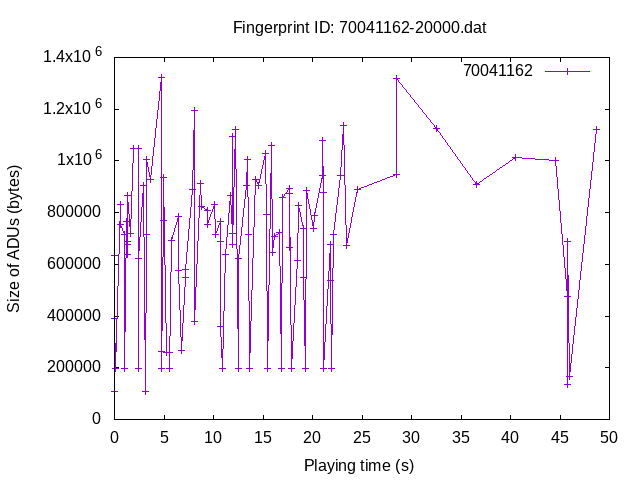 Fingerprint ID: 70041162-20000.dat
70041162
1.4x10^6
1.2x10^6
1x10^6
800000
600000
400000
200000
0
Size of ADUs (bytes)
0 5 10 15 20 25 30 35 40 45 50
Playing time (s)